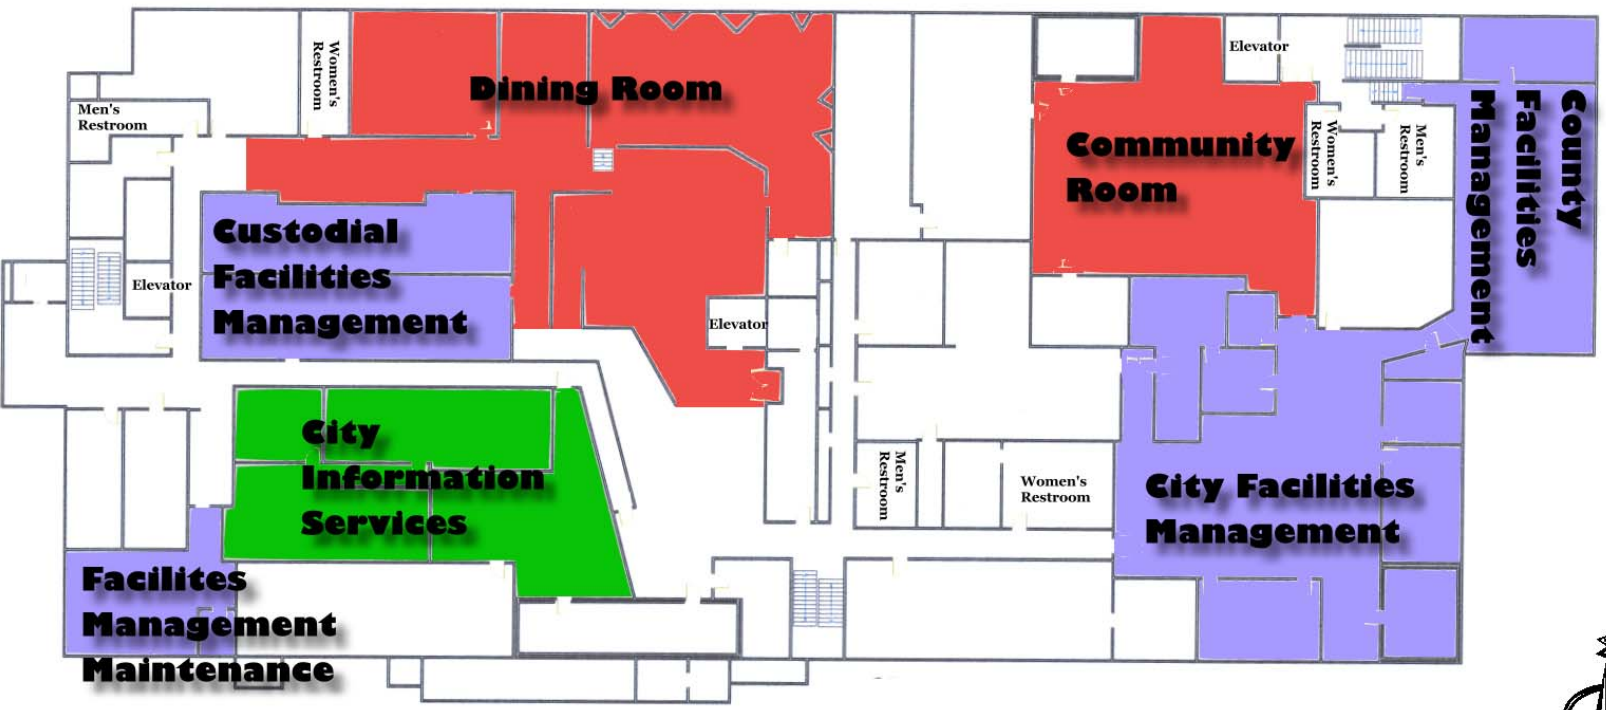 Men's
Restroom
Women's
Restroom
Dining Room
Elevator
Community
Room
Women's
Restroom
Men's
Restroom
County
Facilities
Management
Custodial
Facilities
Management
Elevator
Elevator
City
Information
Services
Men's
Restroom
Women's
Restroom
City Facilities
Management
Facilites
Management
Maintenance